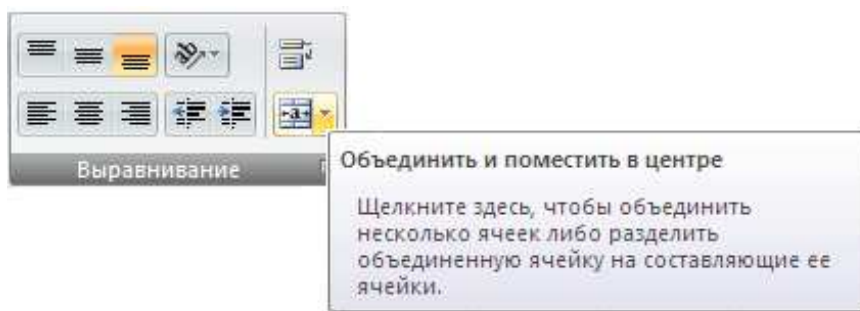 Выравнивание
Объединить и поместить в центре
Щелкните здесь, чтобы объединить
несколько ячеек либо разделить
объединенную ячейку на составляющие ее
ячейки.